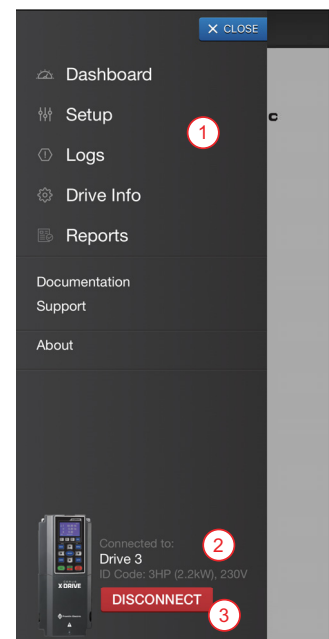 X CLOSE
Dashboard
Setup
1
C
Logs
Drive Info
Reports
Documentation
Support
About
Connected to:
2
Drive 3
ID Code: 3HP (2.2kW), 230V
X-DRIVE
DISCONNECT
3